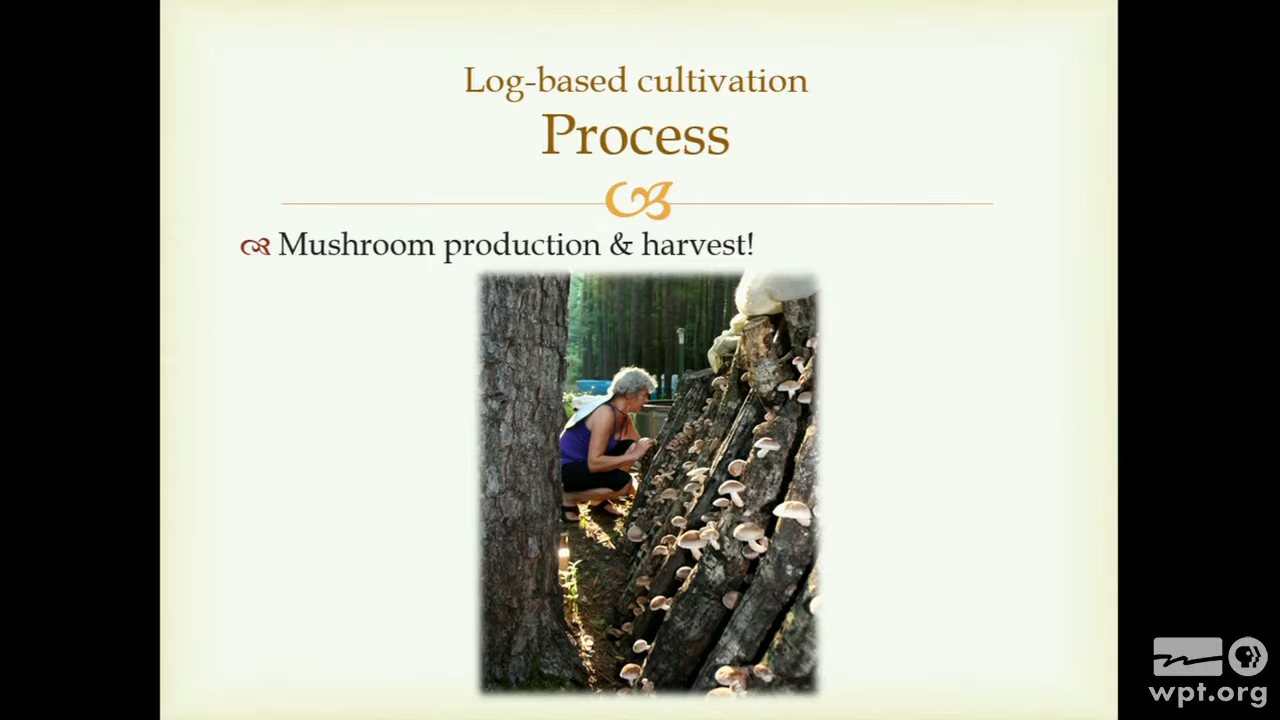 Log-based cultivation
Process
Mushroom production & harvest!
wpt.org